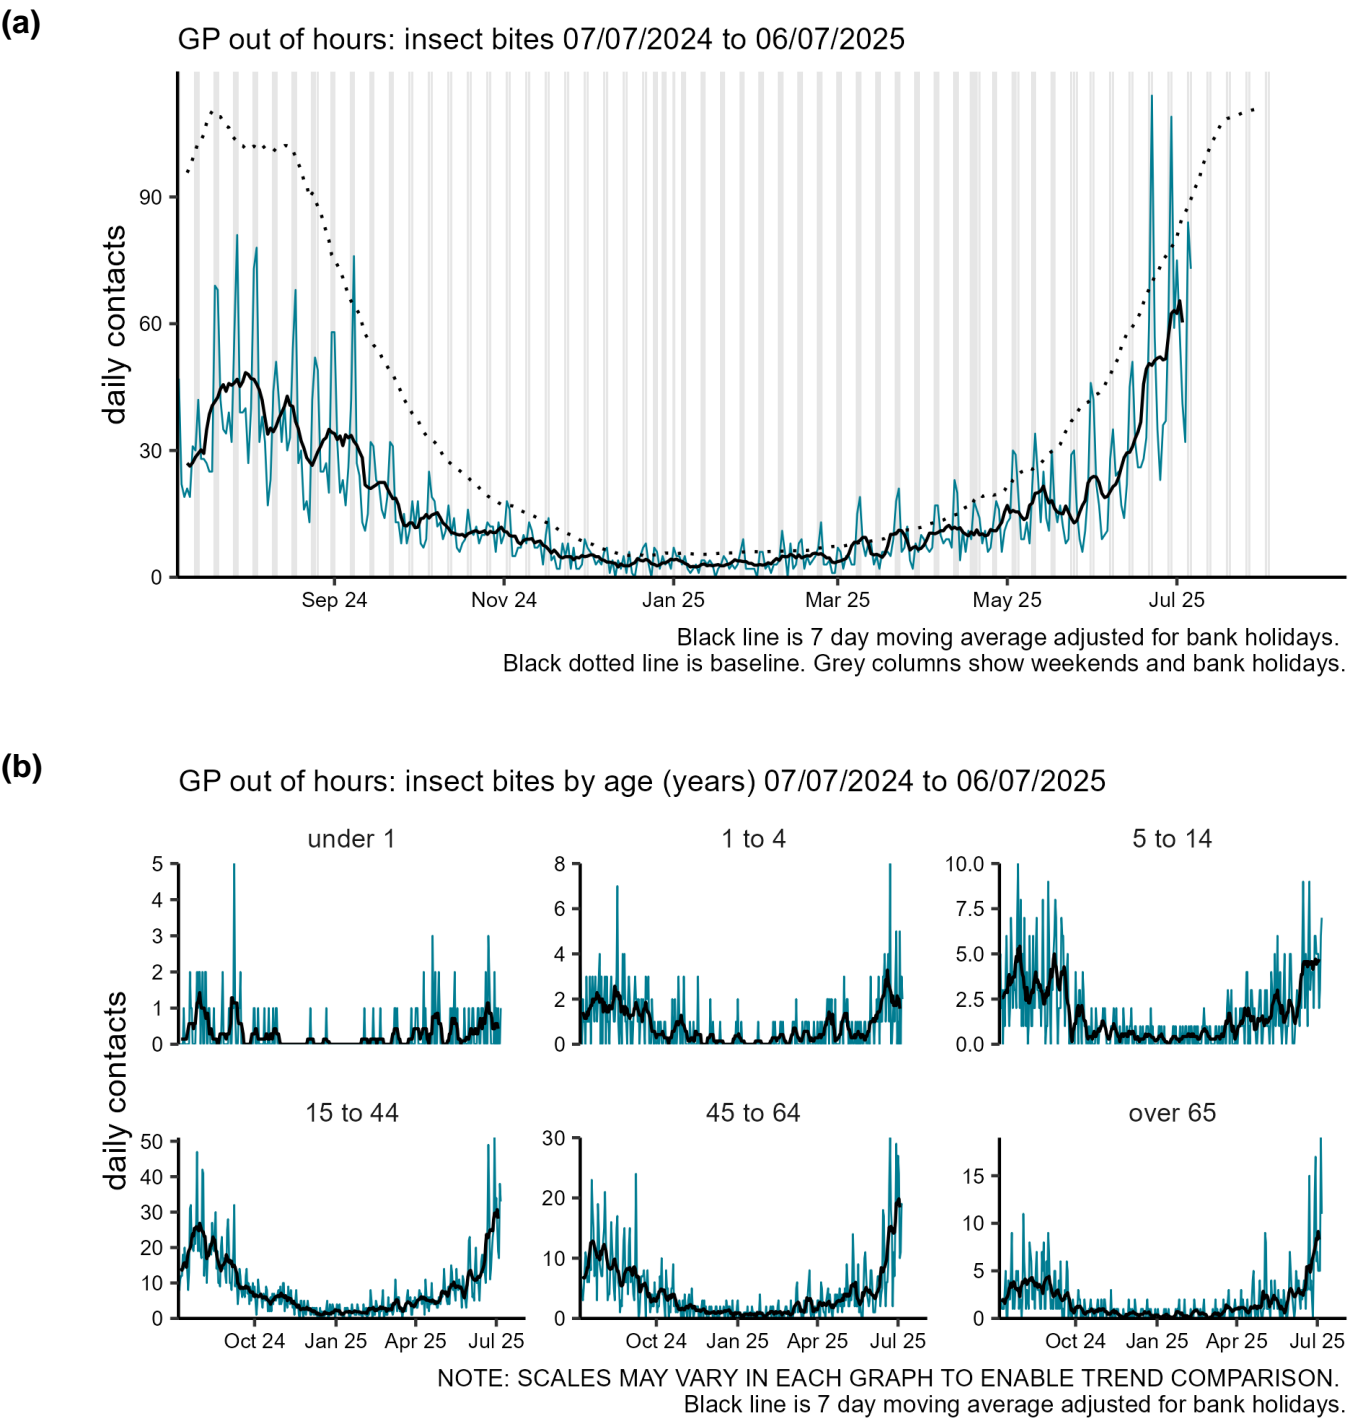 (a)
GP out of hours: insect bites 07/07/2024 to 06/07/2025
daily contacts
90
60
30
0
Sep 24 Nov 24 Jan 25 Mar 25 May 25 Jul 25
Black line is 7 day moving average adjusted for bank holidays.
Black dotted line is baseline. Grey columns show weekends and bank holidays.
(b)
GP out of hours: insect bites by age (years) 07/07/2024 to 06/07/2025
daily contacts
under 1
5
4
3
2
1
0
1 to 4
8
6
4
2
0
5 to 14
10.0
7.5
5.0
2.5
0.0
15 to 44
50
40
30
20
10
0
Oct 24 Jan 25 Apr 25 Jul 25
45 to 64
30
20
10
0
Oct 24 Jan 25 Apr 25 Jul 25
over 65
15
10
5
0
Oct 24 Jan 25 Apr 25 Jul 25
NOTE: SCALES MAY VARY IN EACH GRAPH TO ENABLE TREND COMPARISON.
Black line is 7 day moving average adjusted for bank holidays.